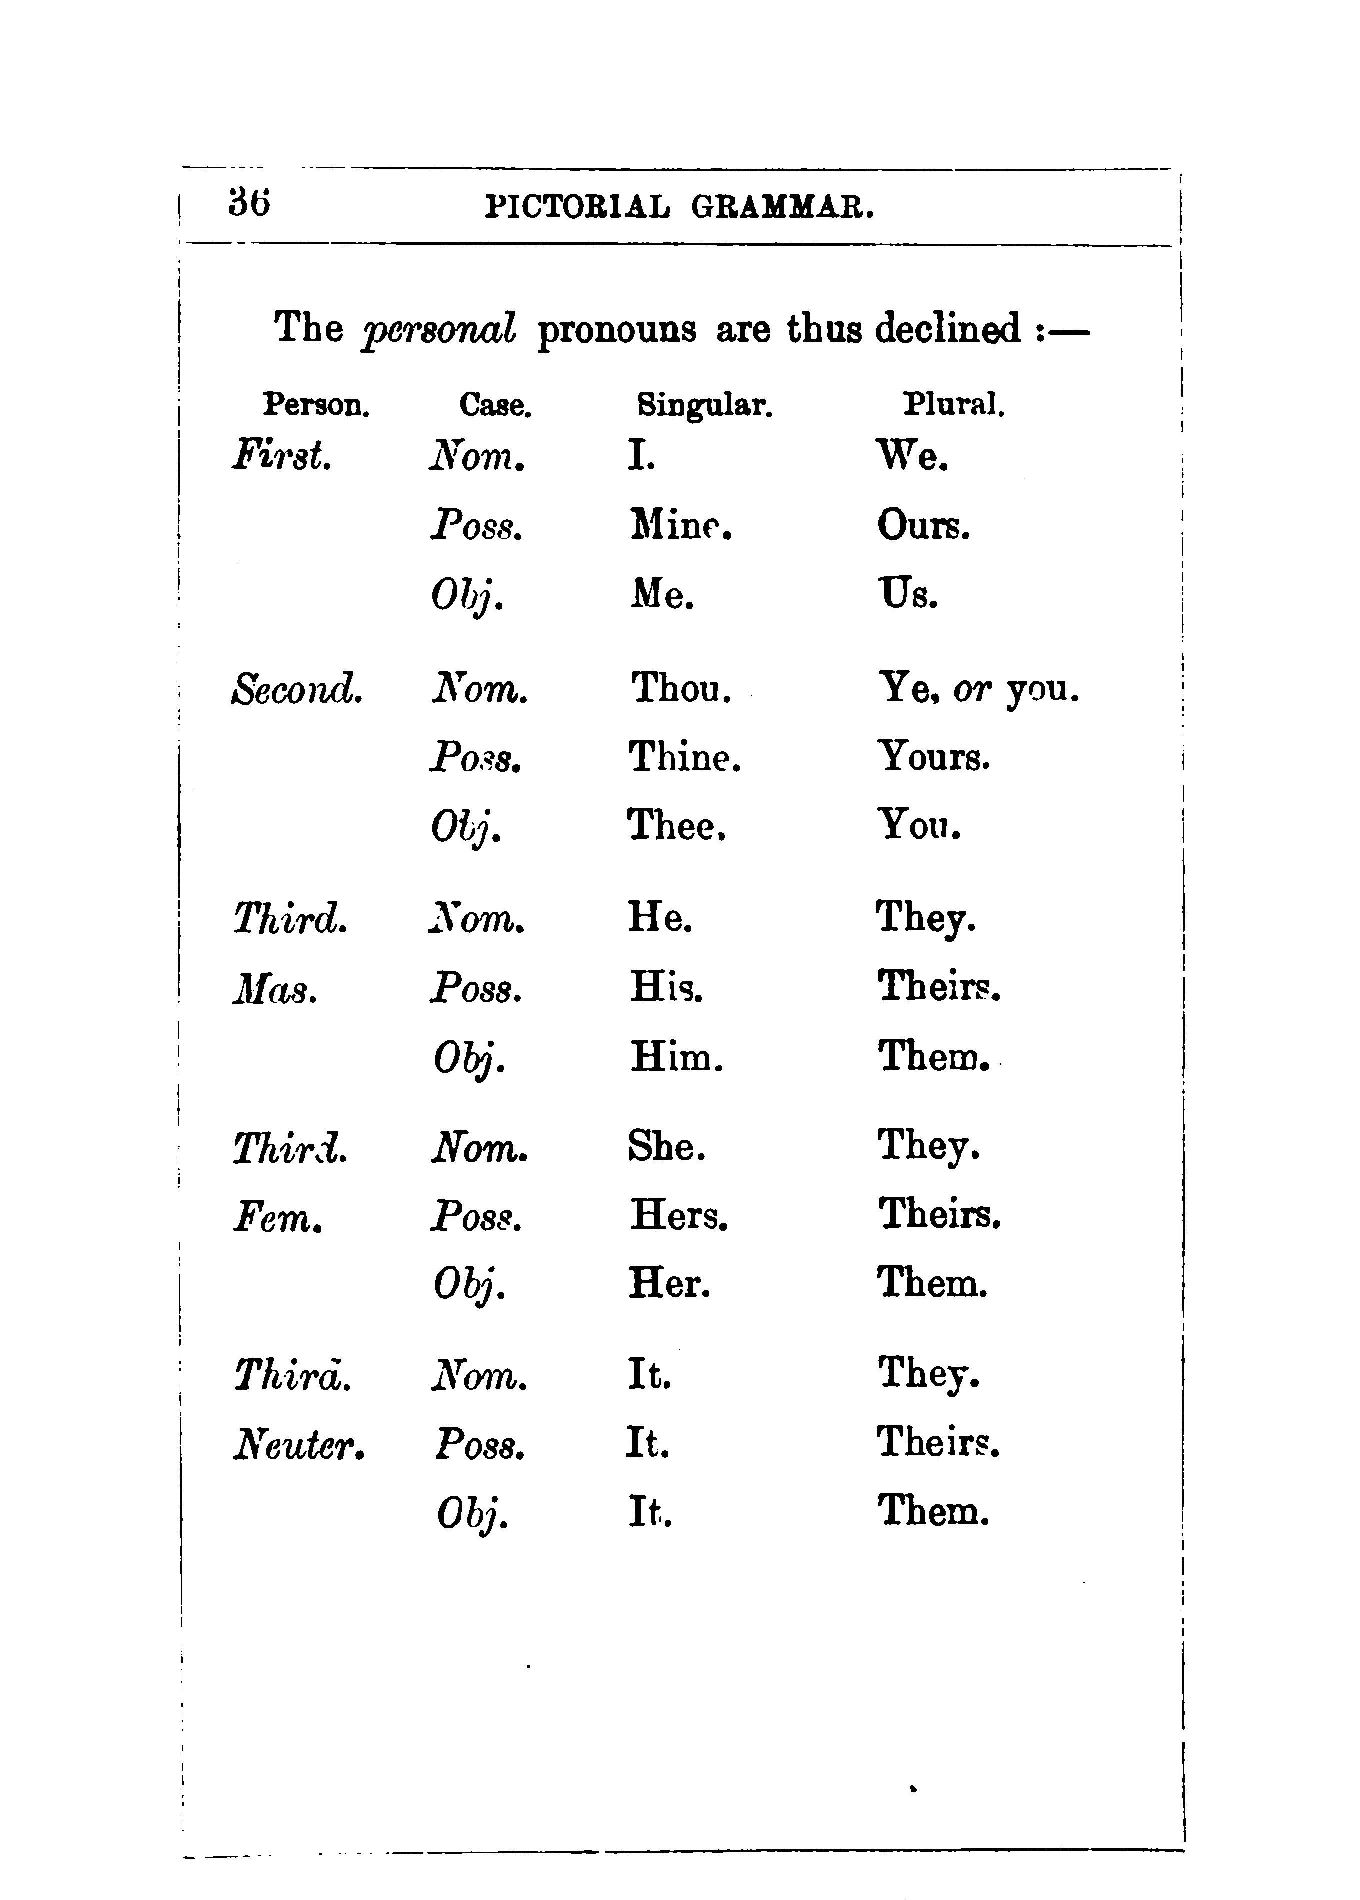 36 PICTORIAL GRAMMAR.
The personal pronouns are thus declined :—
Person. Case. Singular. Plural.
First. Nom. I. We.
Poss. Mine. Ours.
Obj. Me. Us.
Second. Nom. Thou. Ye, or you.
Poss. Thine. Yours.
Obj. Thee. You.
Third. Nom. He. They.
Mas. Poss. His. Theirs.
Obj. Him. Them.
Third. Nom. She. They.
Fem. Poss. Hers. Theirs.
Obj. Her. Them.
Third. Nom. It. They.
Neuter. Poss. It. Theirs.
Obj. It. Them.